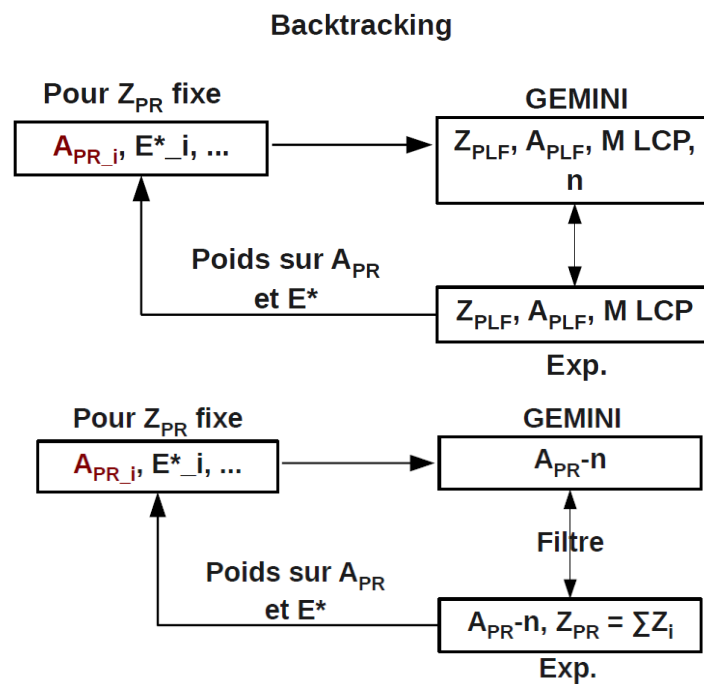 Backtracking
Pour Z_PR fixe
A_PR_i, E*_i, ...
GEMINI
Z_PLF, A_PLF, M LCP,
n
Poids sur A_PR
et E*
Z_PLF, A_PLF, M LCP
Exp.
Pour Z_PR fixe
A_PR_i, E*_i, ...
GEMINI
A_PR-n
Filtre
Poids sur A_PR
et E*
A_PR-n, Z_PR = ∑Z_i
Exp.